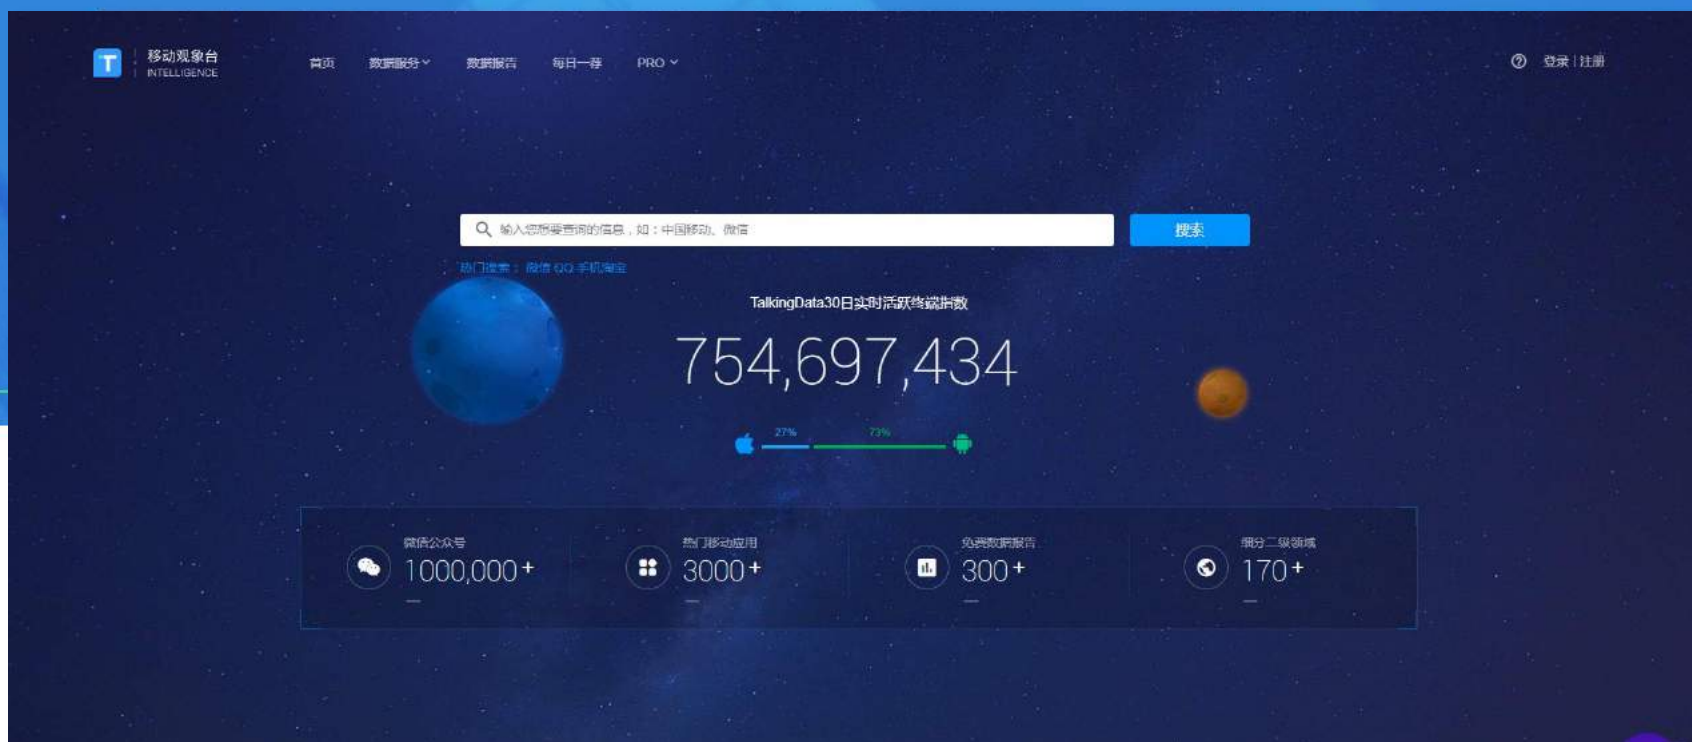 T 移动观象台 首页 数据服务 数据报告 每日一荐 PRO 登录 | 注册
INTELLIGENCE
输入您想要查询的信息，如：中国移动、微信 搜索
热门搜索： 微信 QQ 手机淘宝
TalkingData30日实时活跃终端指数
754,697,434
27% 73%
微信公众号 热门移动应用 免费数据报告 细分二级领域
1000,000+ 3000+ 300+ 170+